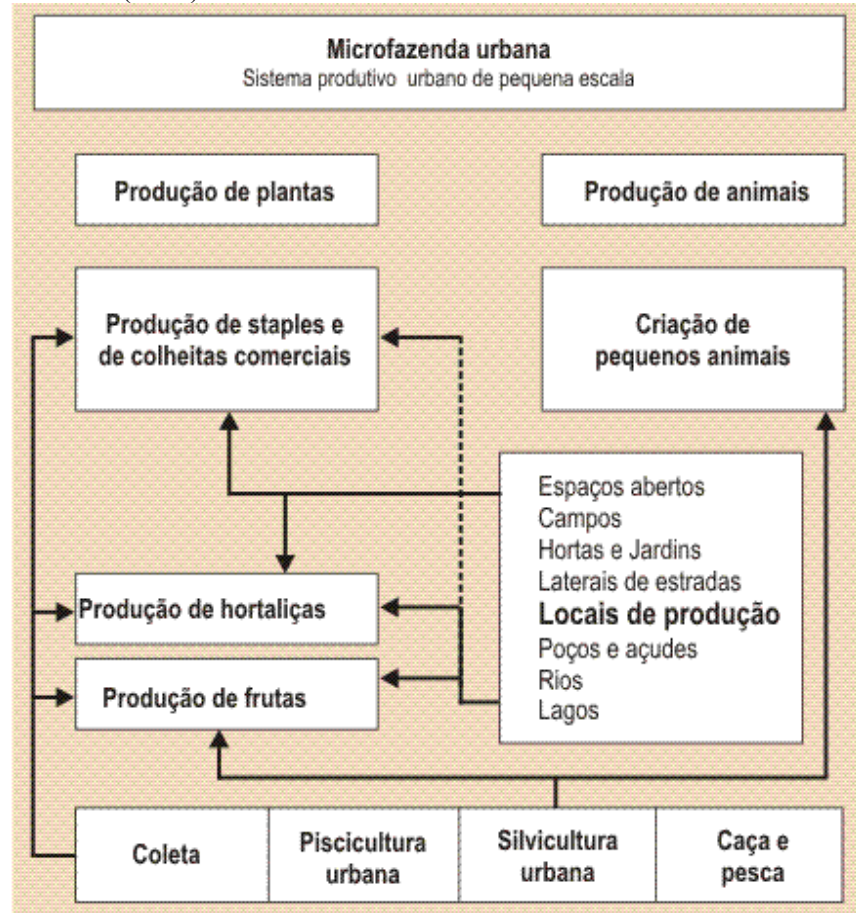 Microfazenda urbana
Sistema produtivo urbano de pequena escala
Produção de plantas
Produção de animais
Produção de staples e
de colheitas comerciais
Criação de
pequenos animais
Espaços abertos
Campos
Hortas e Jardins
Laterais de estradas
Locais de produção
Poços e açudes
Rios
Lagos
Produção de hortaliças
Produção de frutas
Coleta
Piscicultura
urbana
Silvicultura
urbana
Caça e
pesca